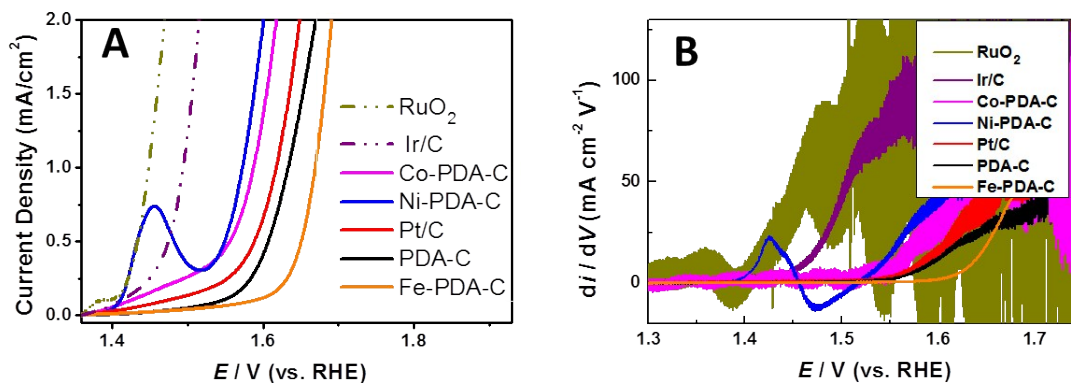 A
Current Density (mA/cm²)
2.0
1.5
1.0
0.5
0.0
RuO₂
Ir/C
Co-PDA-C
Ni-PDA-C
Pt/C
PDA-C
Fe-PDA-C
1.4
1.6
1.8
E / V (vs. RHE)
B
di / dV (mA cm⁻² V⁻¹)
100
50
0
RuO₂
Ir/C
Co-PDA-C
Ni-PDA-C
Pt/C
PDA-C
Fe-PDA-C
1.3
1.4
1.5
1.6
1.7
E / V (vs. RHE)